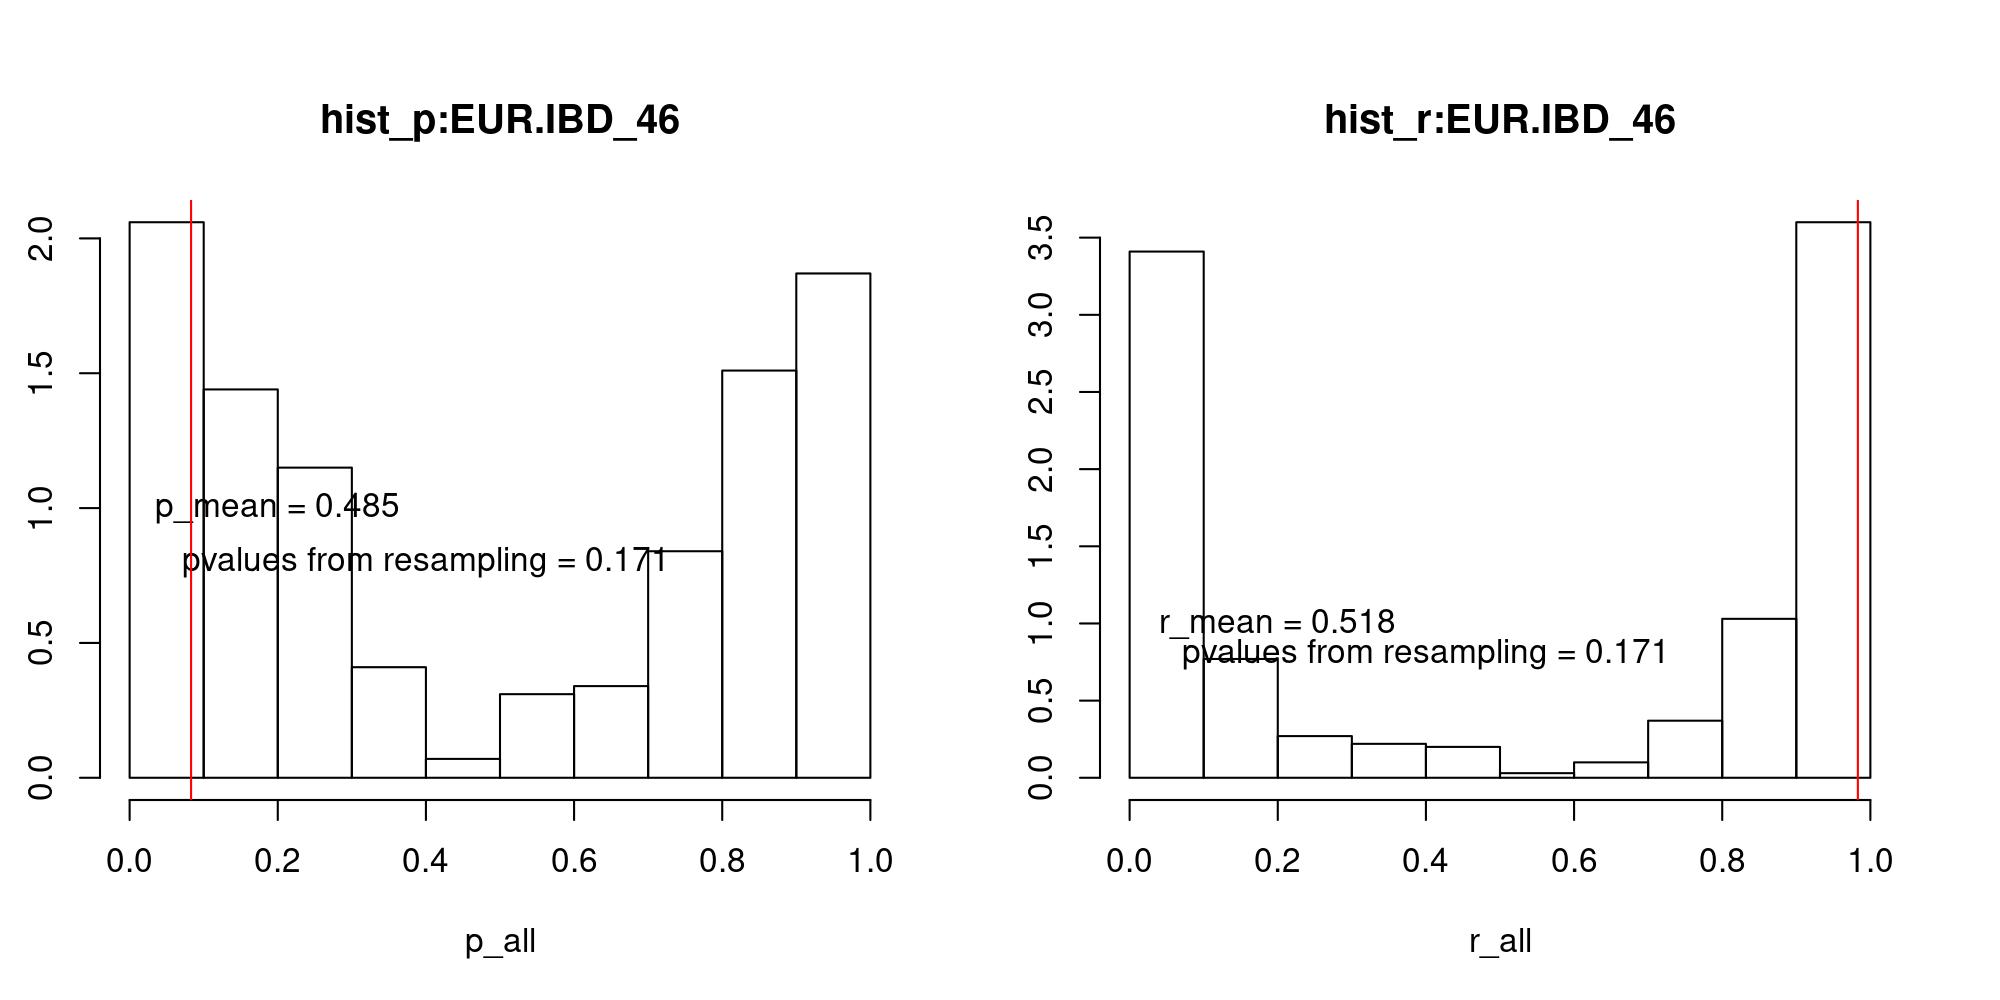 hist_p:EUR.IBD_46
2.0
1.5
1.0
0.5
0.0
p_mean = 0.485
pvalues from resampling = 0.171
0.0 0.2 0.4 0.6 0.8 1.0
p_all
hist_r:EUR.IBD_46
3.5
3.0
2.5
2.0
1.5
1.0
0.5
0.0
r_mean = 0.518
pvalues from resampling = 0.171
0.0 0.2 0.4 0.6 0.8 1.0
r_all